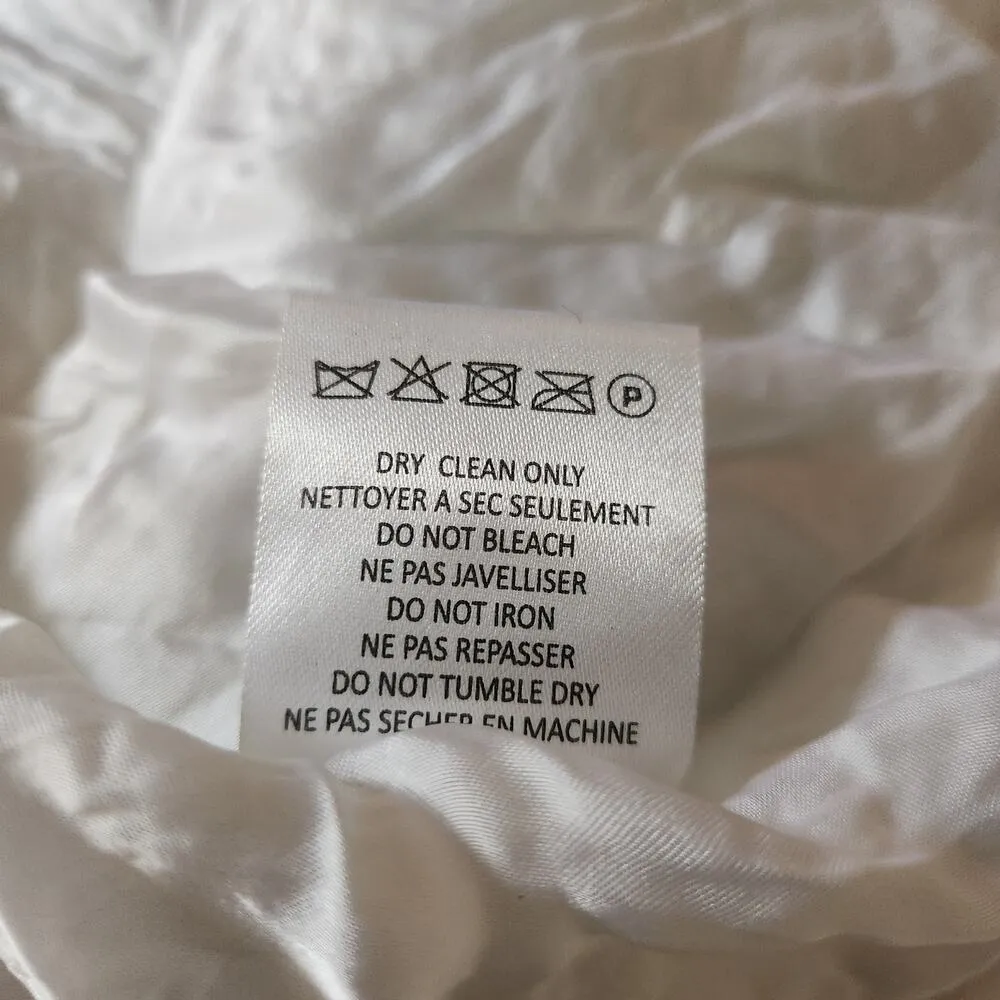 P
DRY CLEAN ONLY
NETTOYER A SEC SEULEMENT
DO NOT BLEACH
NE PAS JAVELLISER
DO NOT IRON
NE PAS REPASSER
DO NOT TUMBLE DRY
NE PAS SECHER EN MACHINE